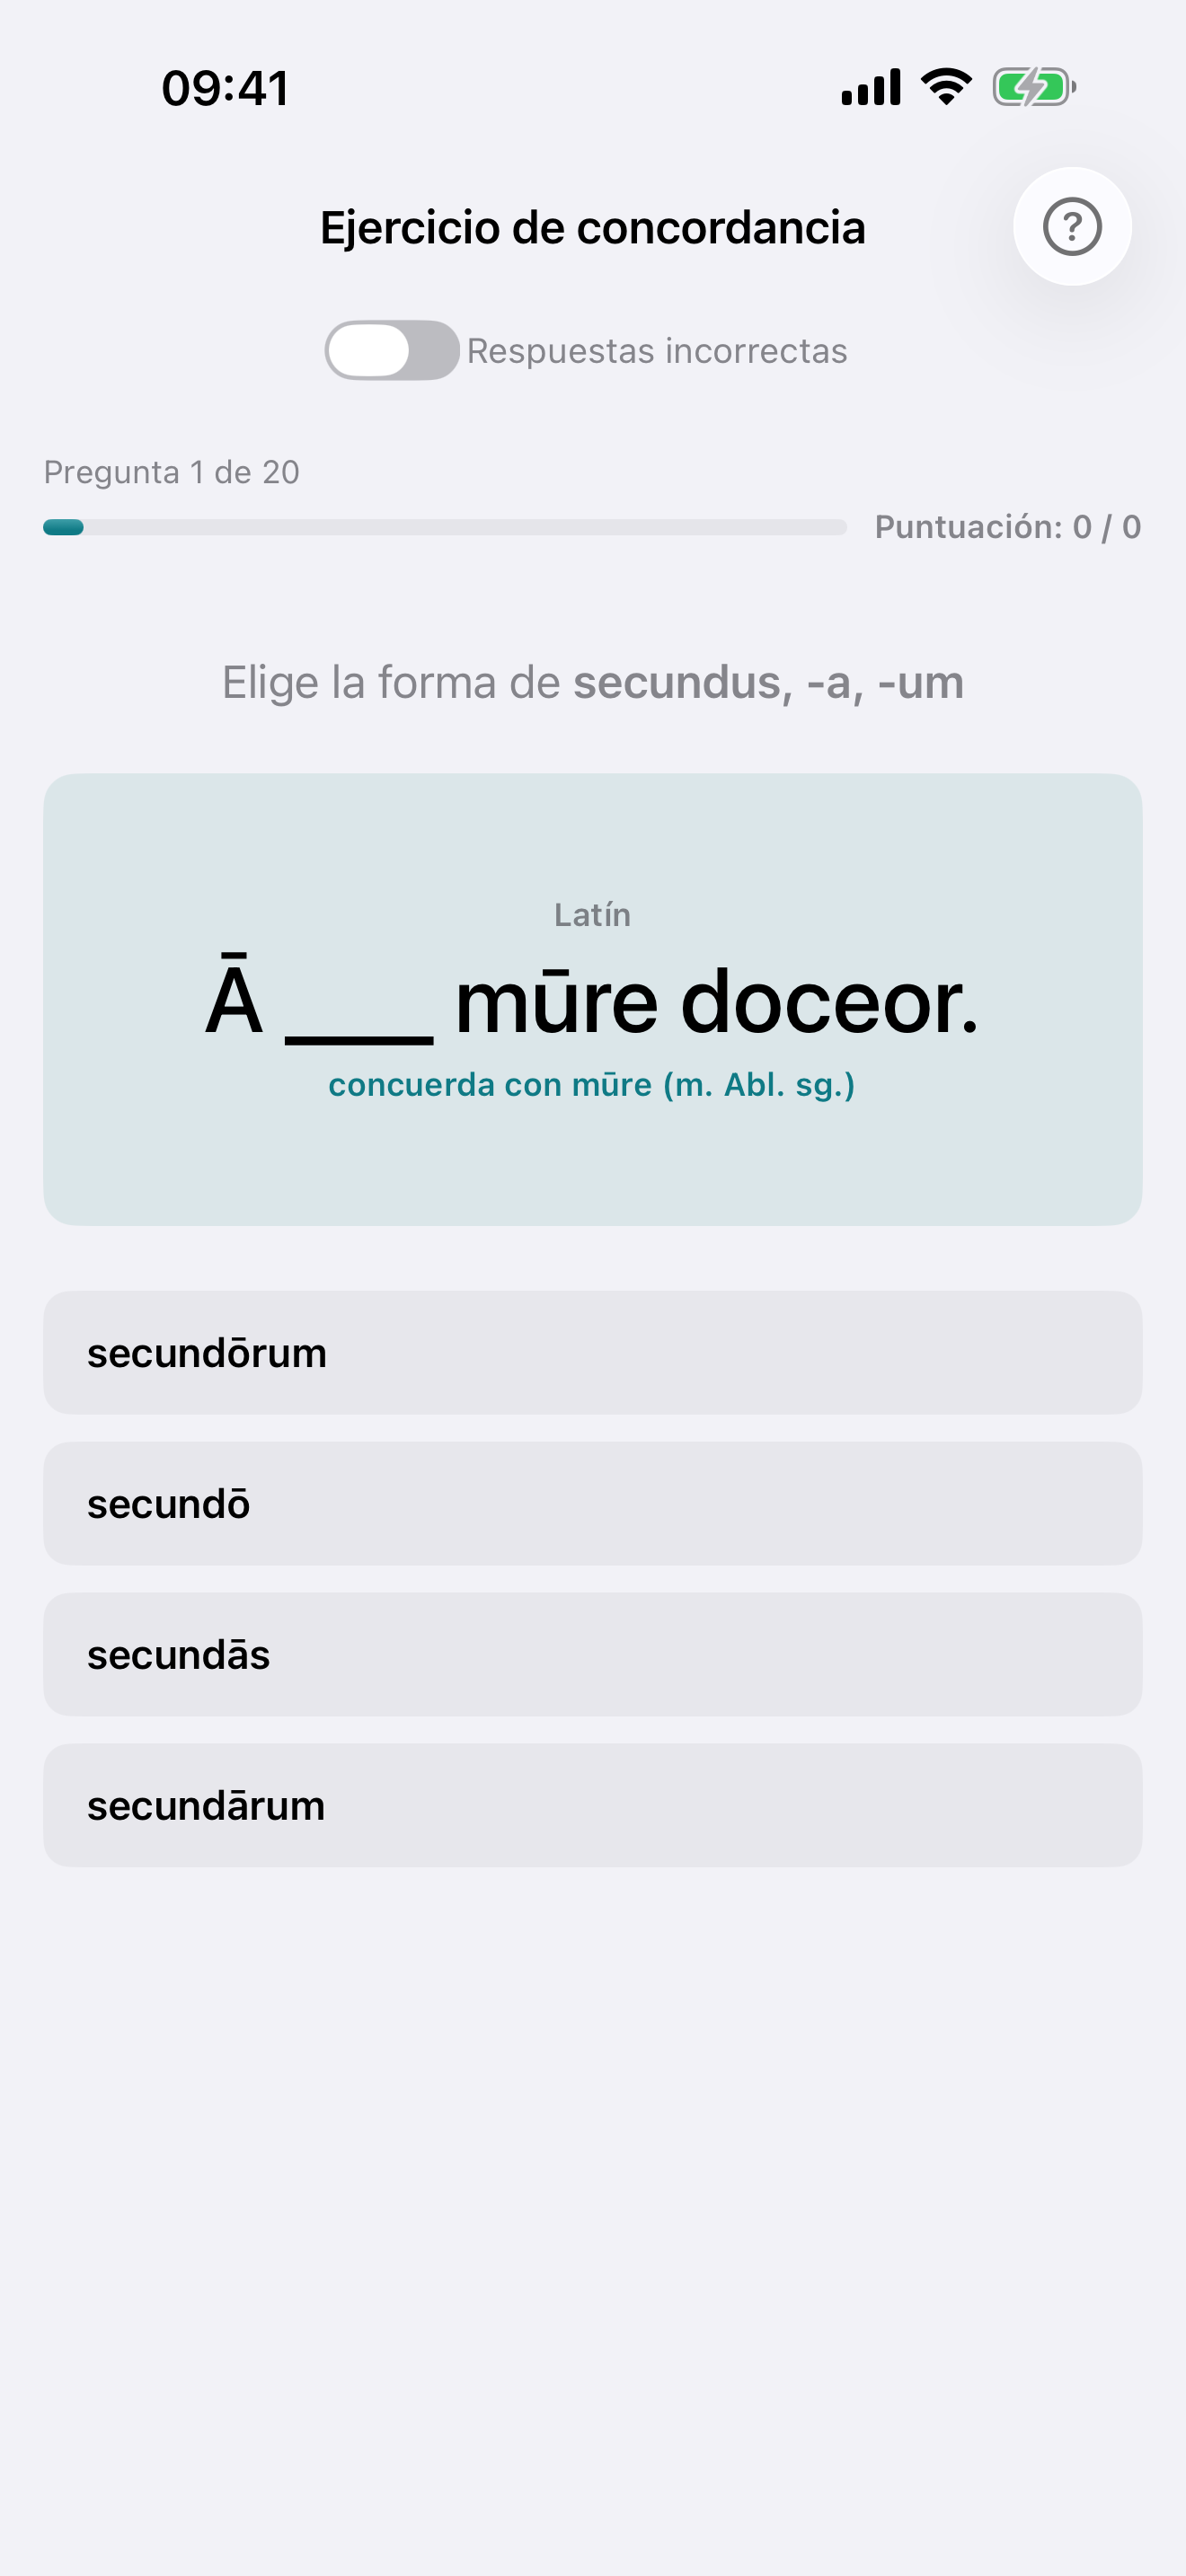 09:41
Ejercicio de concordancia
?
Respuestas incorrectas
Pregunta 1 de 20
Puntuación: 0 / 0
Elige la forma de secundus, -a, -um
Latín
Ā ____ mūre doceor.
concuerda con mūre (m. Abl. sg.)
secundōrum
secundō
secundās
secundārum